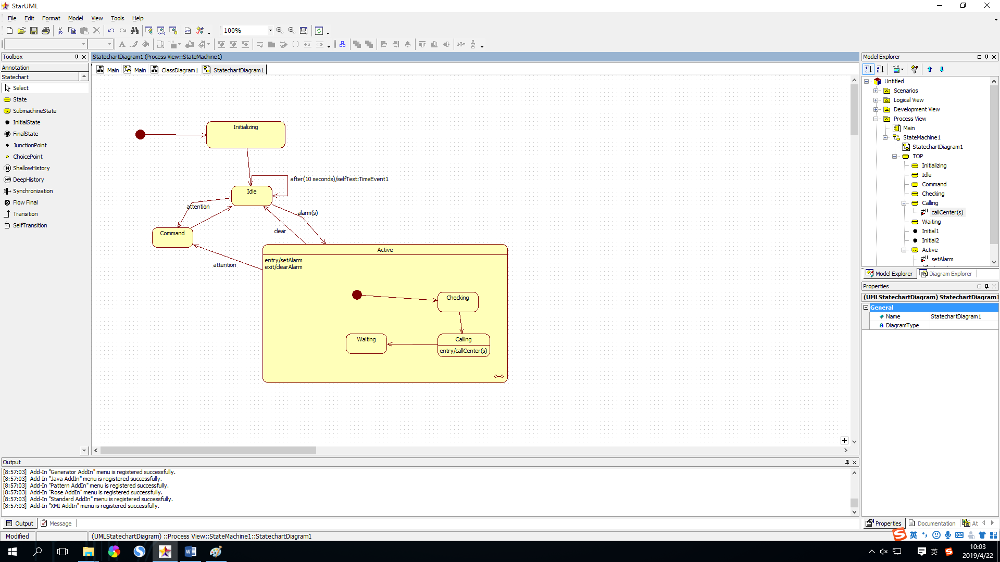 StarUML
File Edit Format Model View Tools Help
100%
Toolbox
Annotation
Statechart
Select
State
SubmachineState
InitialState
FinalState
JunctionPoint
ChoicePoint
ShallowHistory
DeepHistory
Synchronization
Flow Final
Transition
SelfTransition
StatechartDiagram1 (Process View::StateMachine1)
Main Main ClassDiagram1 StatechartDiagram1
Initializing
after(10 seconds)/selfTest:TimeEvent1
Idle
attention
alarm(s)
clear
Command
attention
Active
entry/setAlarm
exit/clearAlarm
Checking
Waiting
Calling
entry/callCenter(s)
Model Explorer
Untitled
Scenarios
Logical View
Development View
Process View
Main
StateMachine1
StatechartDiagram1
TOP
Initializing
Idle
Command
Checking
Calling
callCenter(s)
Waiting
Initial1
Initial2
Active
setAlarm
Model Explorer Diagram Explorer
Properties
(UMLStatechartDiagram) StatechartDiagram1
General
Name StatechartDiagram1
DiagramType
Properties Documentation At
Output
[8:57:03] Add-In "Generator AddIn" menu is registered successfully.
[8:57:03] Add-In "Java AddIn" menu is registered successfully.
[8:57:03] Add-In "Pattern AddIn" menu is registered successfully.
[8:57:03] Add-In "Rose AddIn" menu is registered successfully.
[8:57:03] Add-In "Standard AddIn" menu is registered successfully.
[8:57:03] Add-In "XMI AddIn" menu is registered successfully.
Output Message
Modified
(UMLStatechartDiagram) ::Process View::StateMachine1::StatechartDiagram1
英
英
10:03
2019/4/22